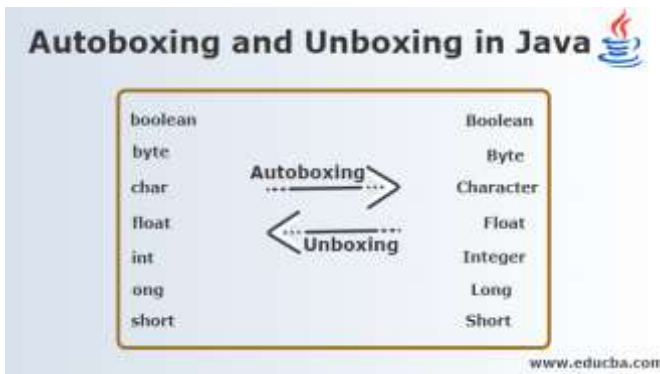 Autoboxing and Unboxing in Java
boolean Boolean
byte Byte
Autoboxing
char Character
float Float
Unboxing
int Integer
ong Long
short Short
www.educba.com